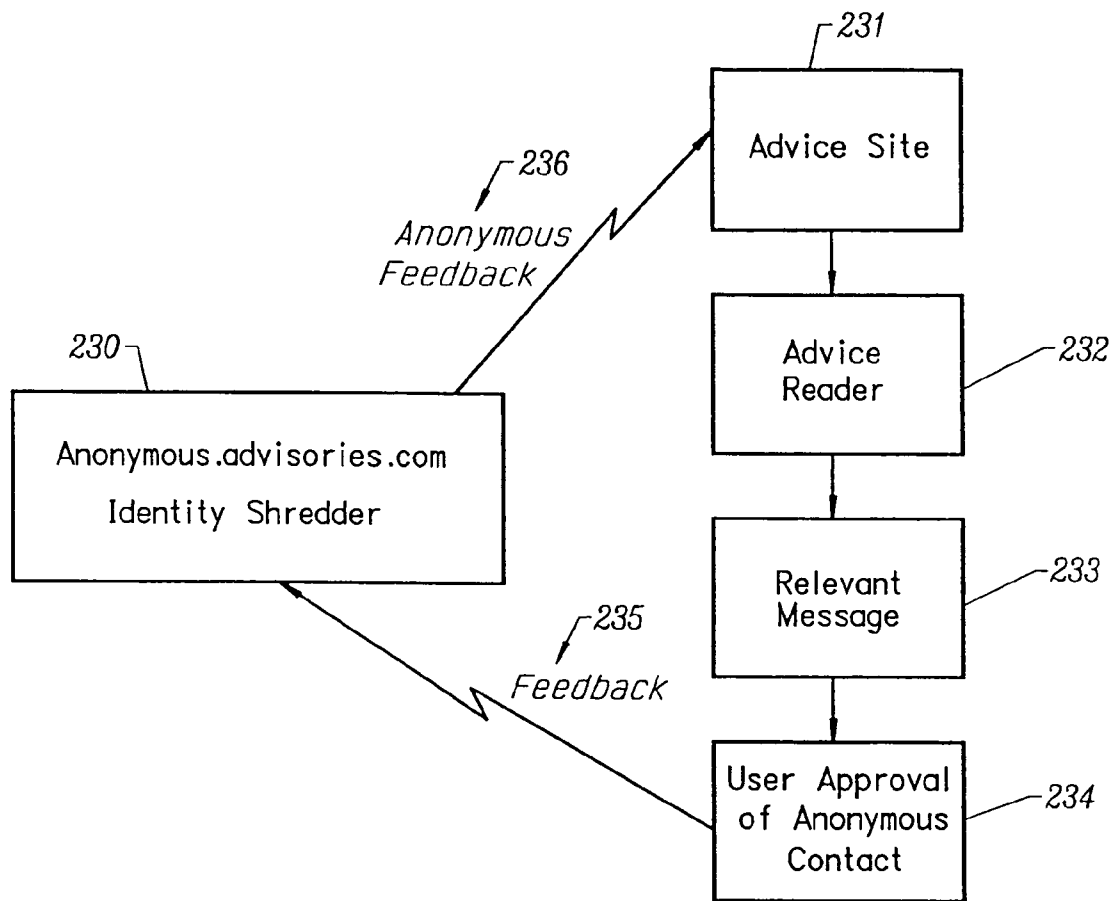 231
Advice Site
236
Anonymous
Feedback
230
Anonymous.advisories.com
Identity Shredder
Advice
Reader
232
Relevant
Message
233
235
Feedback
User Approval
of Anonymous
Contact
234